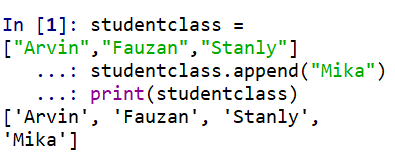 In [1]: studentclass =
["Arvin","Fauzan","Stanly"]
...: studentclass.append("Mika")
...: print(studentclass)
['Arvin', 'Fauzan', 'Stanly',
'Mika']